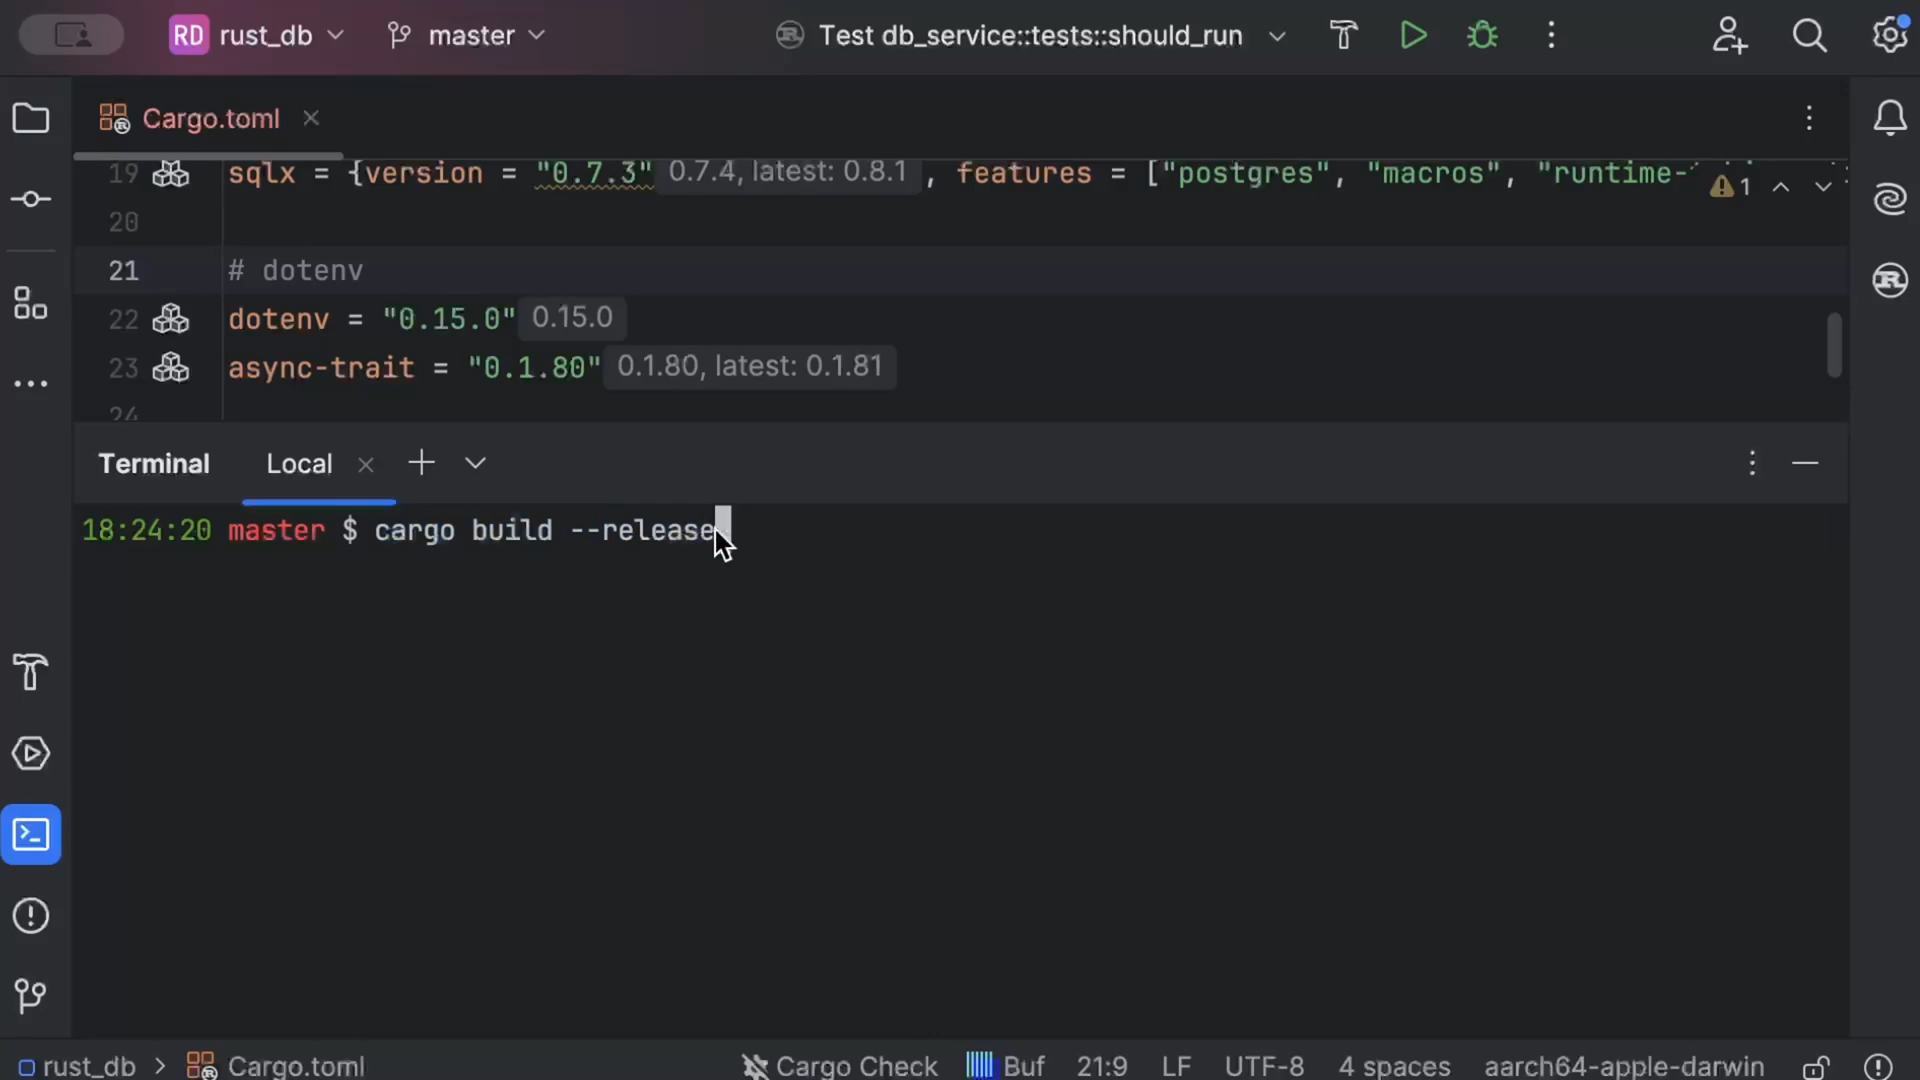 RD rust_db master Test db_service::tests::should_run
Cargo.toml
19 sqlx = {version = "0.7.3" 0.7.4, latest: 0.8.1 , features = ["postgres", "macros", "runtime- 1
20
21 # dotenv
22 dotenv = "0.15.0" 0.15.0
23 async-trait = "0.1.80" 0.1.80, latest: 0.1.81
24
Terminal Local
18:24:20 master $ cargo build --release
rust_db > Cargo.toml Cargo Check Buf 21:9 LF UTF-8 4 spaces aarch64-apple-darwin